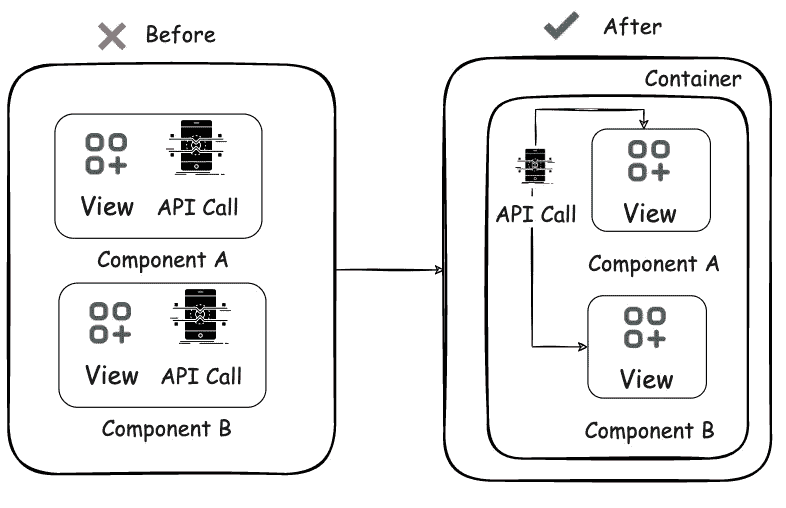 Before
View
API Call
Component A
View
API Call
Component B
After
Container
API Call
View
Component A
View
Component B